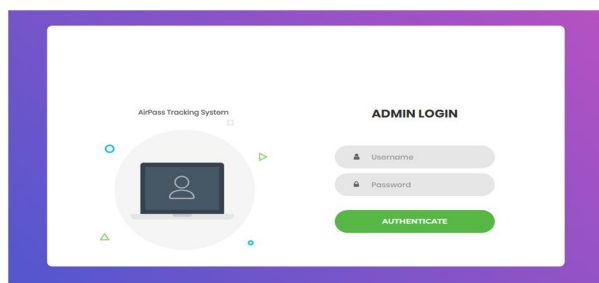 AirPass Tracking System
ADMIN LOGIN
Username
Password
AUTHENTICATE